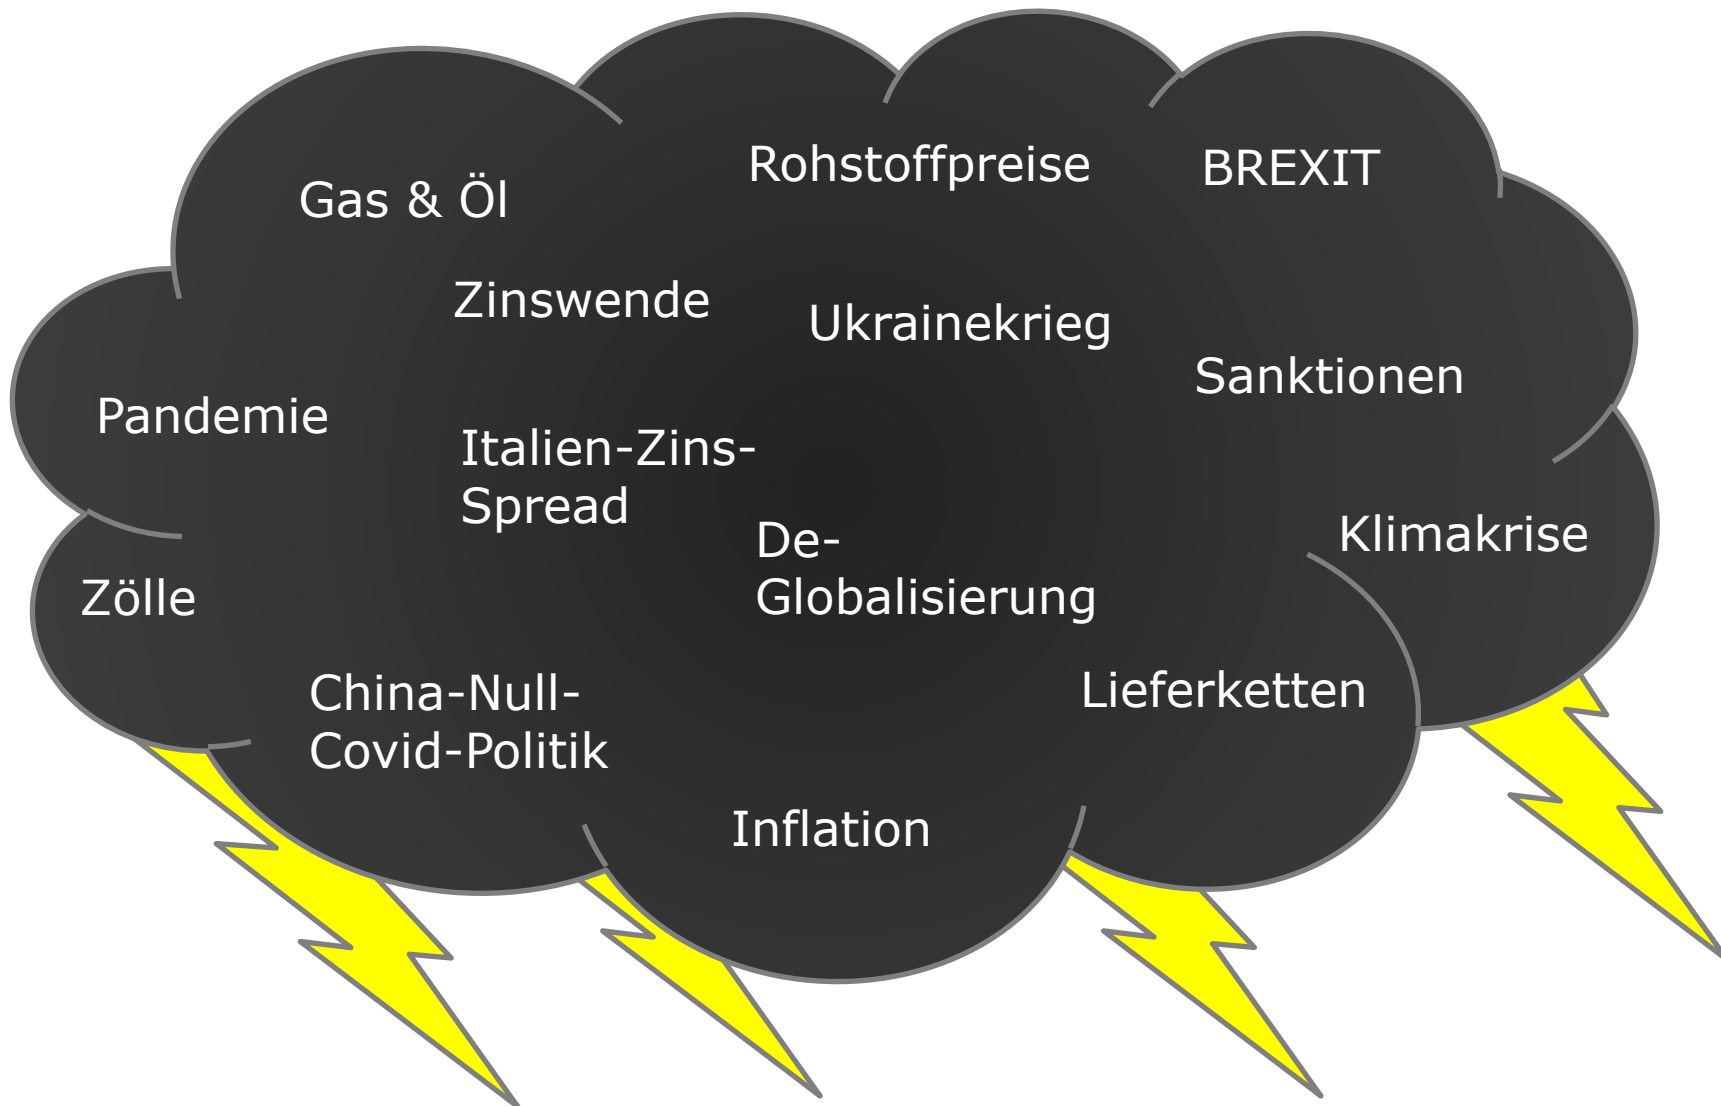 Rohstoffpreise
BREXIT
Gas & Öl
Zinswende
Ukrainekrieg
Sanktionen
Pandemie
Italien-Zins-
Spread
De-
Globalisierung
Klimakrise
Zölle
China-Null-
Covid-Politik
Lieferketten
Inflation